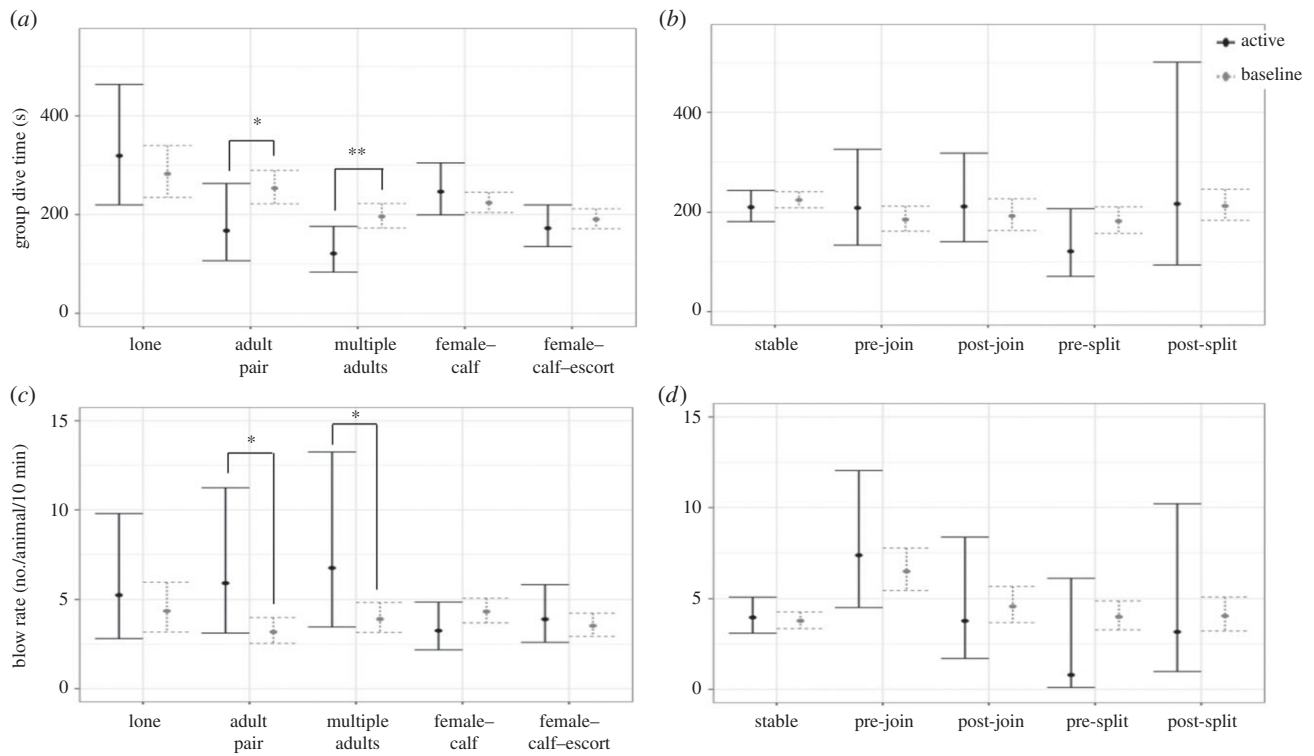 (a)
group dive time (s)
400
200
0
*
**
lone
adult
pair
multiple
adults
female–
calf
female–
calf–escort
(b)
active
baseline
400
200
0
stable
pre-join
post-join
pre-split
post-split
(c)
blow rate (no./animal/10 min)
15
10
5
0
*
*
lone
adult
pair
multiple
adults
female–
calf
female–
calf–escort
(d)
15
10
5
0
stable
pre-join
post-join
pre-split
post-split